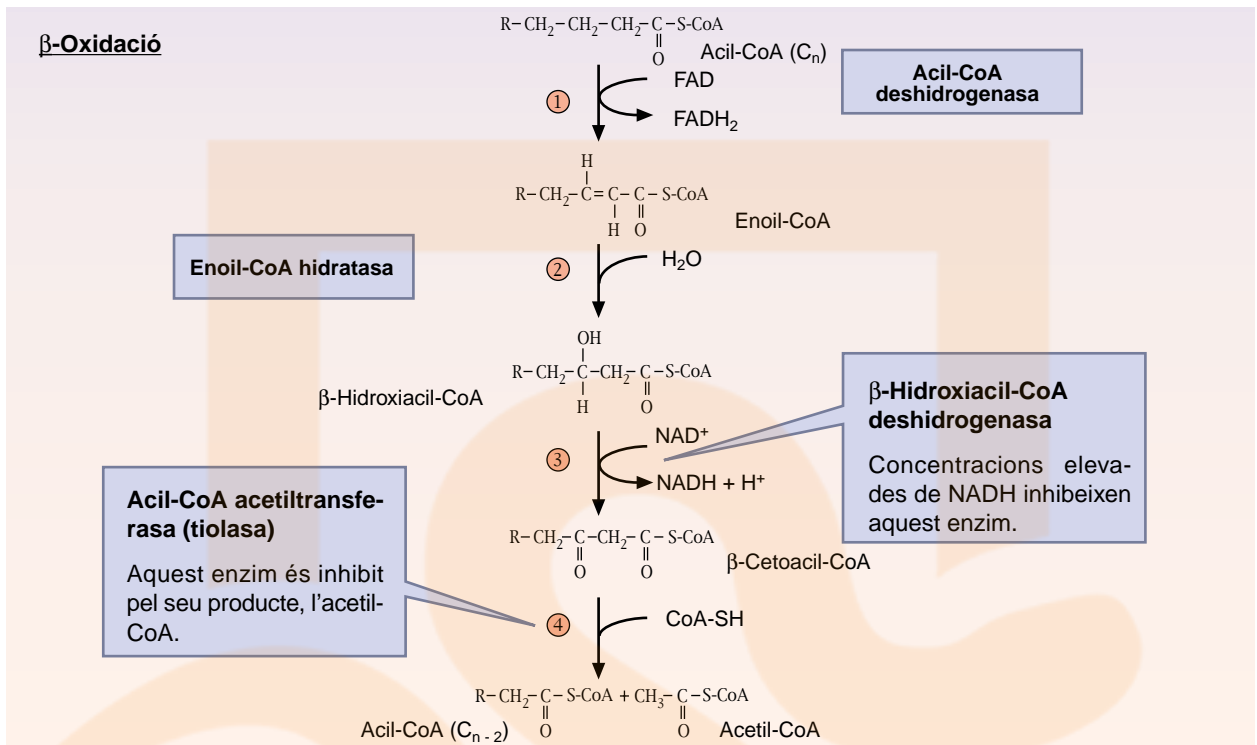 β-Oxidació
R–CH₂–CH₂–CH₂–C–S-CoA
O
Acil-CoA (Cₙ)
Acil-CoA
deshidrogenasa
1
FAD
FADH₂
H
R–CH₂–C=C–C–S-CoA
H O
Enoil-CoA
Enoil-CoA hidratasa
2
H₂O
OH
R–CH₂–C–CH₂–C–S-CoA
H O
β-Hidroxiacil-CoA
β-Hidroxiacil-CoA
deshidrogenasa
Concentracions eleva-
des de NADH inhibeixen
aquest enzim.
3
NAD⁺
NADH + H⁺
Acil-CoA acetiltransfe-
rasa (tiolasa)
Aquest enzim és inhibit
pel seu producte, l’acetil-
CoA.
R–CH₂–C–CH₂–C–S-CoA
O O
β-Cetoacil-CoA
4
CoA-SH
R–CH₂–C–S-CoA + CH₃–C–S-CoA
O O
Acil-CoA (Cₙ ₋ ₂)
Acetil-CoA